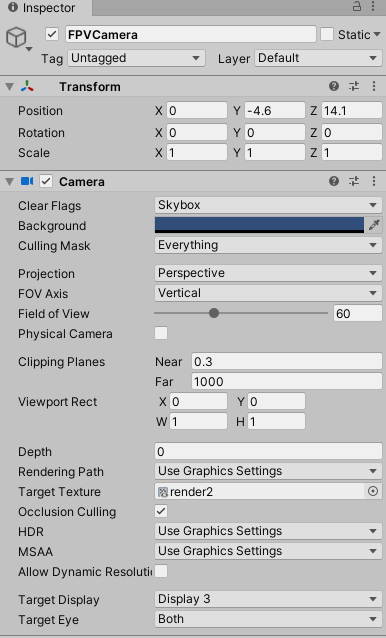 Inspector
FPVCamera Static
Tag Untagged Layer Default
Transform
Position X 0 Y -4.6 Z 14.1
Rotation X 0 Y 0 Z 0
Scale X 1 Y 1 Z 1
Camera
Clear Flags Skybox
Background
Culling Mask Everything
Projection Perspective
FOV Axis Vertical
Field of View 60
Physical Camera
Clipping Planes Near 0.3
Far 1000
Viewport Rect X 0 Y 0
W 1 H 1
Depth 0
Rendering Path Use Graphics Settings
Target Texture render2
Occlusion Culling
HDR Use Graphics Settings
MSAA Use Graphics Settings
Allow Dynamic Resolutio
Target Display Display 3
Target Eye Both